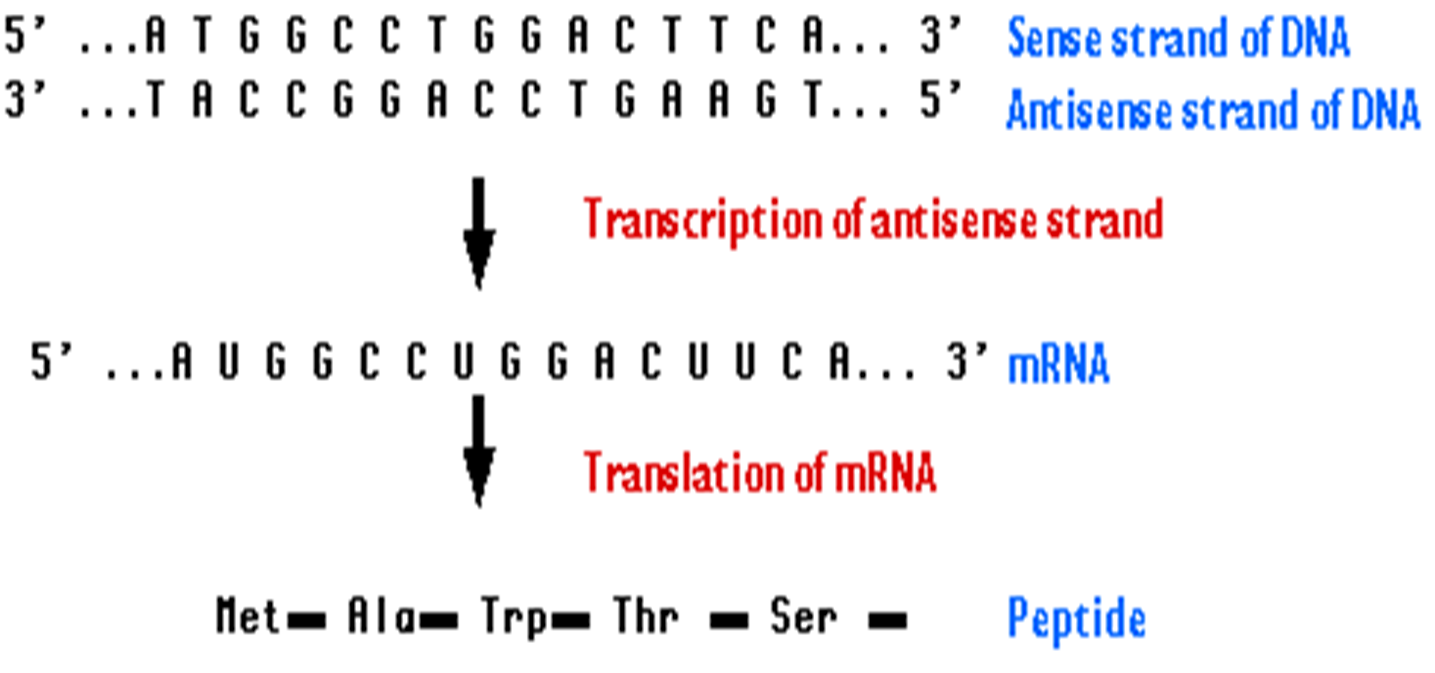 5’ ...A T G G C C T G G A C T T C A... 3’ Sense strand of DNA
3’ ...T A C C G G A C C T G A A G T... 5’ Antisense strand of DNA
Transcription of antisense strand
5’ ...A U G G C C U G G A C U U C A... 3’ mRNA
Translation of mRNA
Met– Ala– Trp– Thr – Ser – Peptide